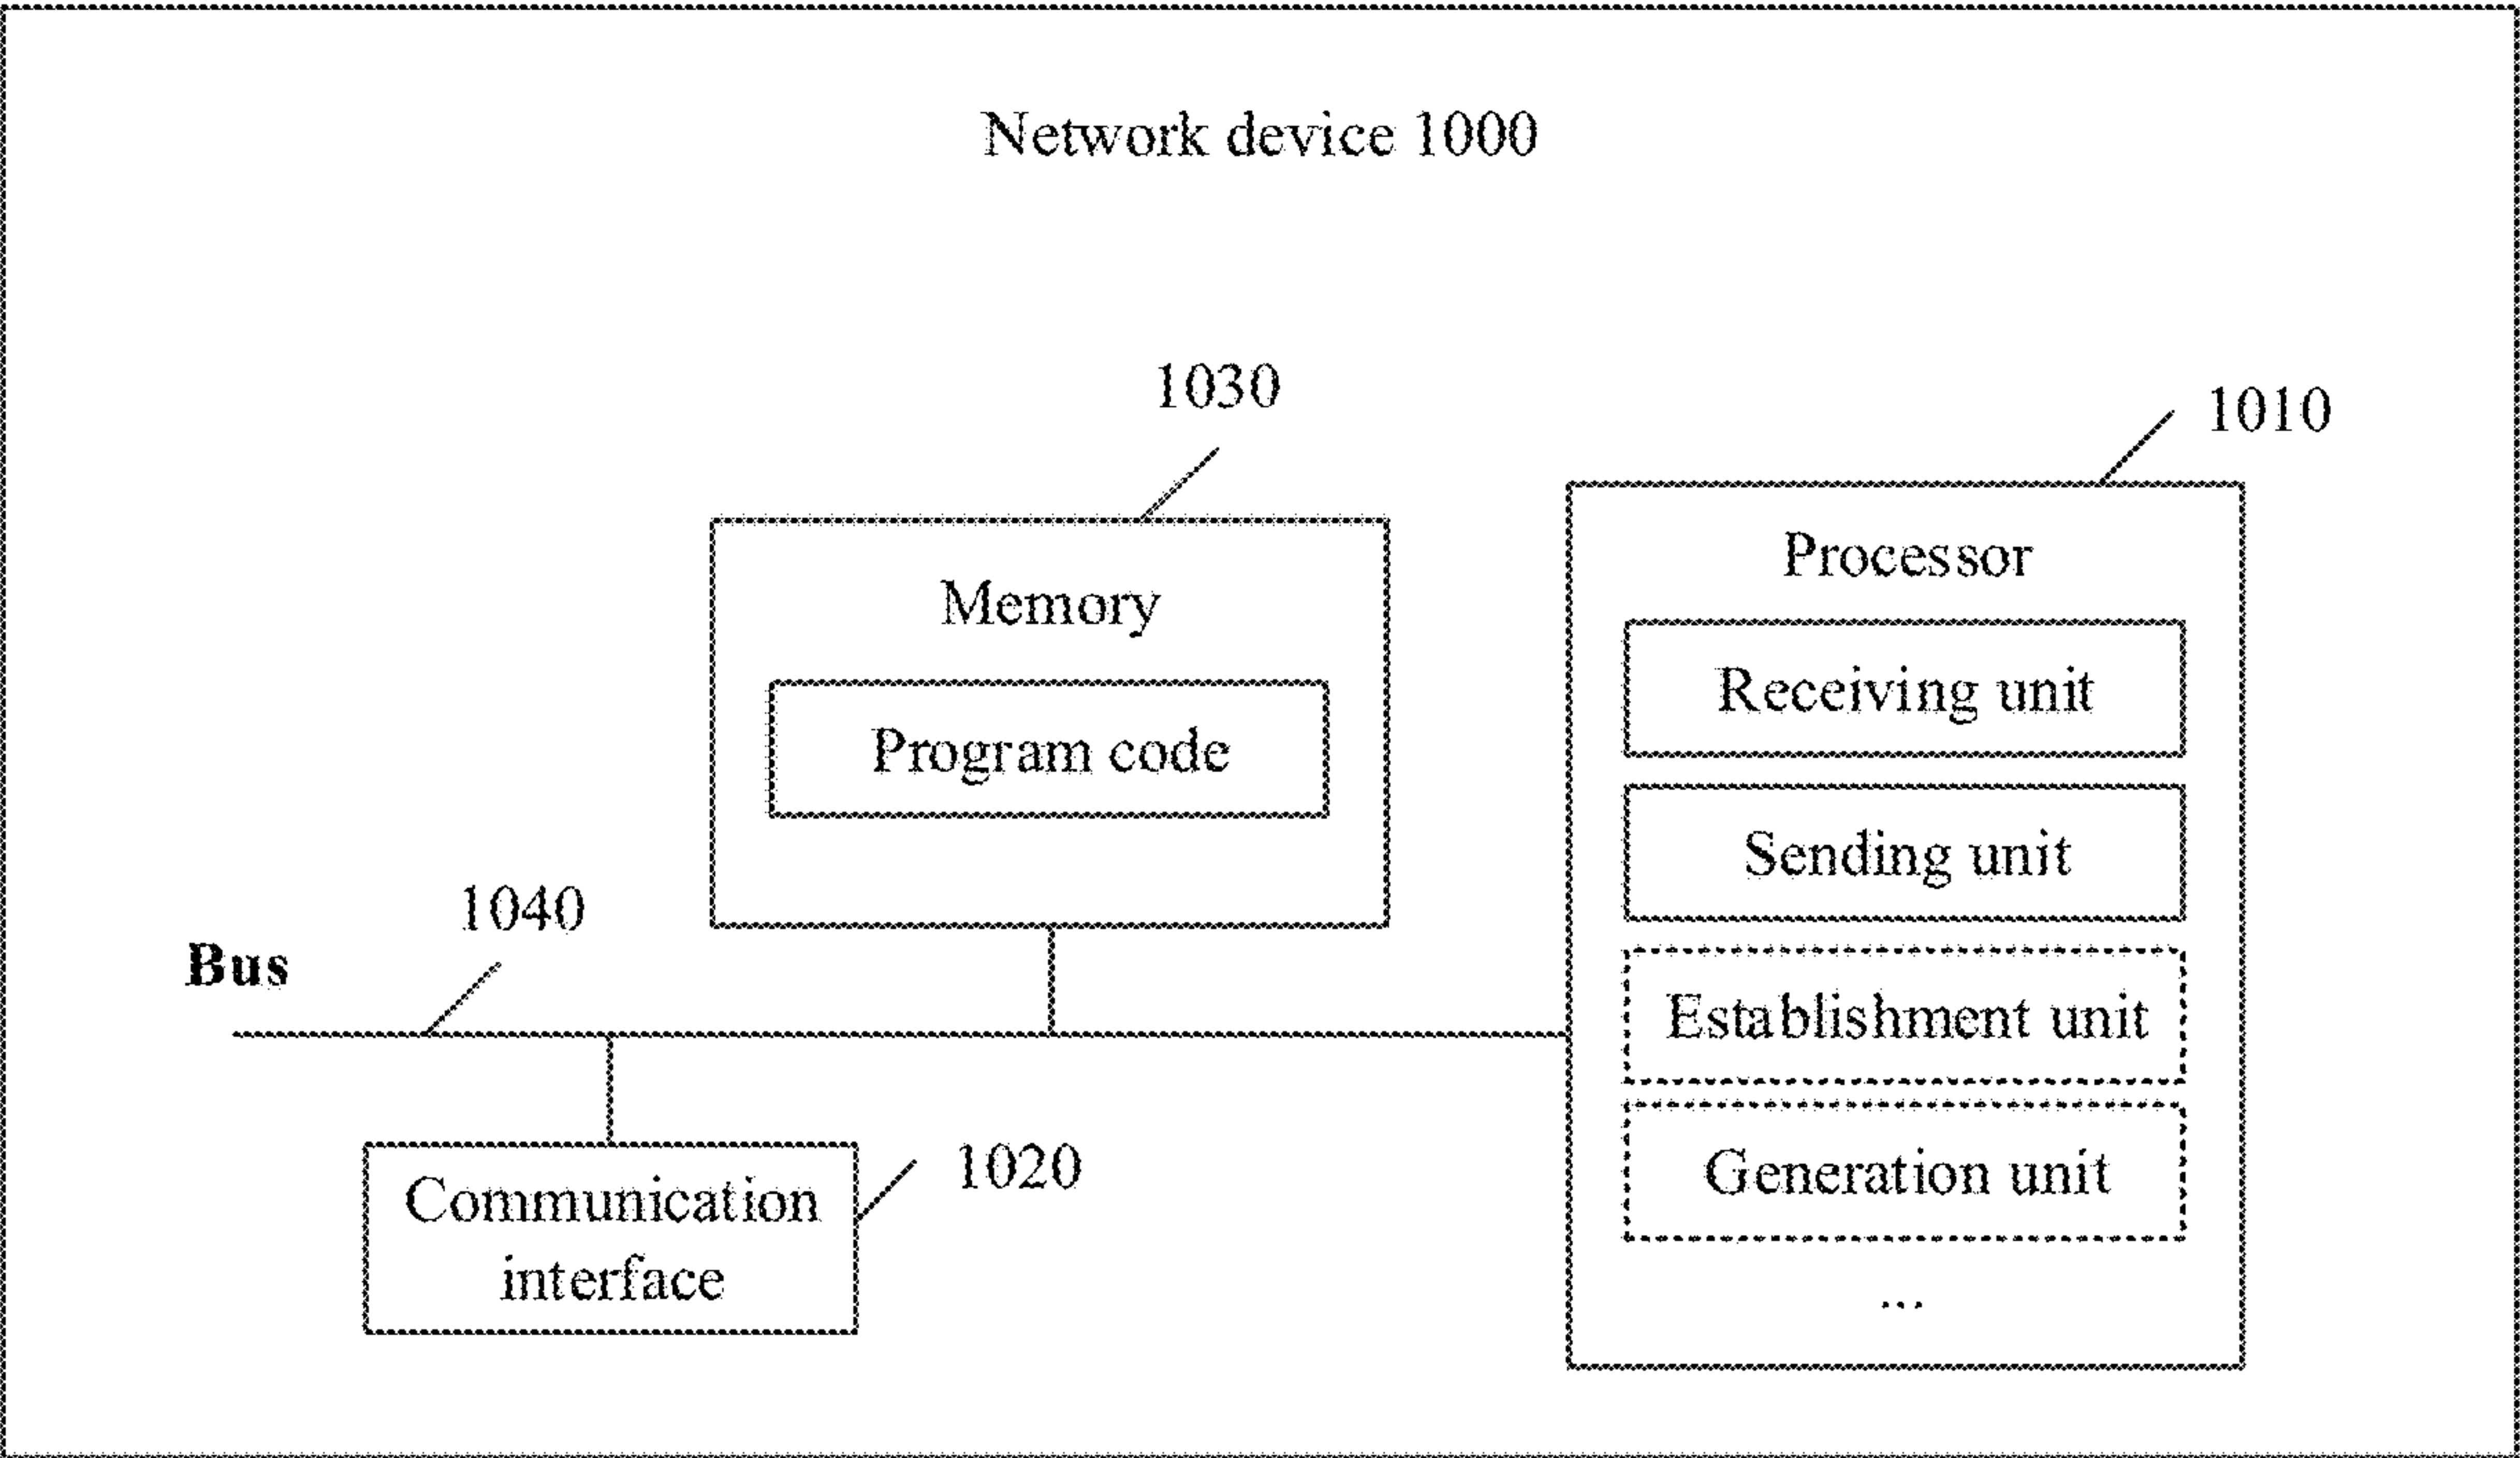 Network device 1000
1030
1010
Memory
Program code
Processor
Receiving unit
Sending unit
Establishment unit
Generation unit
...
1040
Bus
Communication
interface
1020